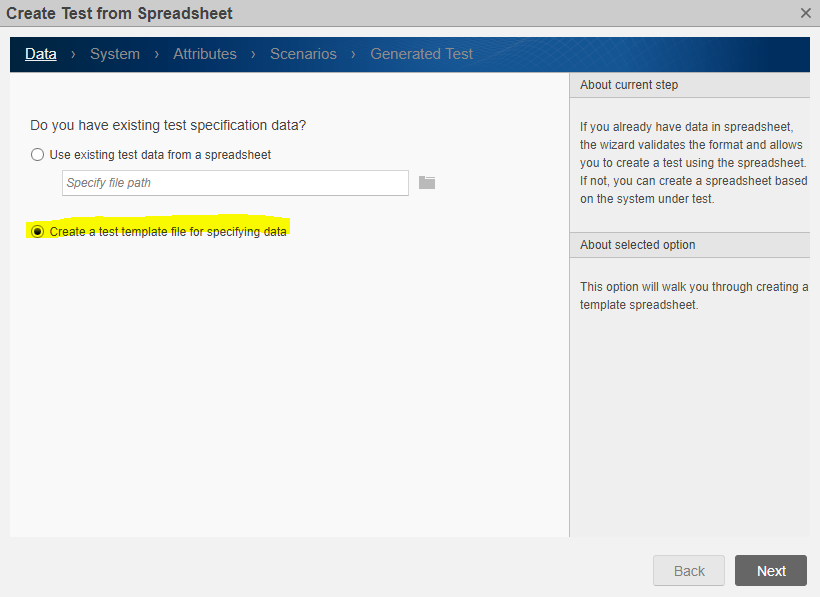 Create Test from Spreadsheet
Data › System › Attributes › Scenarios › Generated Test
Do you have existing test specification data?
Use existing test data from a spreadsheet
Specify file path
Create a test template file for specifying data
About current step
If you already have data in spreadsheet,
the wizard validates the format and allows
you to create a test using the spreadsheet.
If not, you can create a spreadsheet based
on the system under test.
About selected option
This option will walk you through creating a
template spreadsheet.
Back
Next